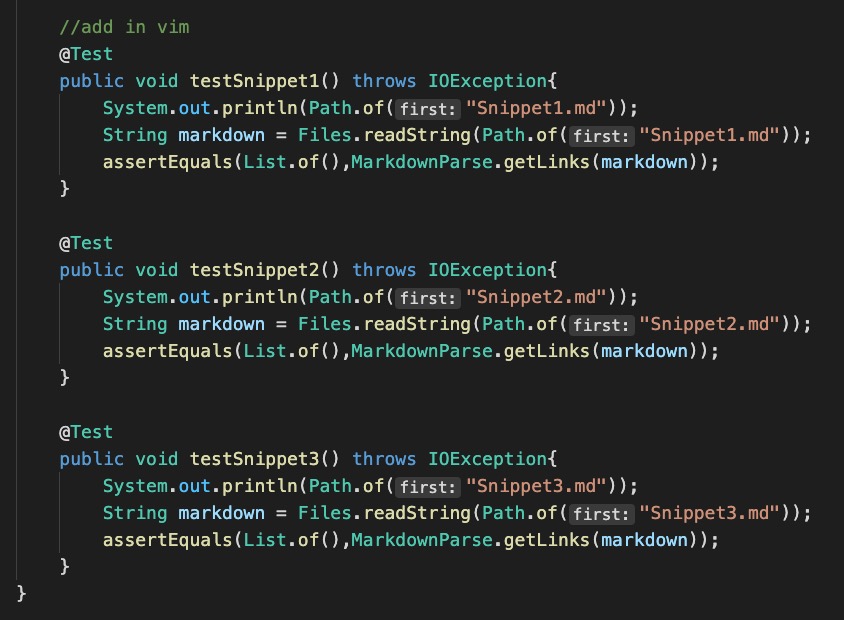 //add in vim
@Test
public void testSnippet1() throws IOException{
System.out.println(Path.of(first:"Snippet1.md"));
String markdown = Files.readString(Path.of(first:"Snippet1.md"));
assertEquals(List.of(),MarkdownParse.getLinks(markdown));
}
@Test
public void testSnippet2() throws IOException{
System.out.println(Path.of(first:"Snippet2.md"));
String markdown = Files.readString(Path.of(first:"Snippet2.md"));
assertEquals(List.of(),MarkdownParse.getLinks(markdown));
}
@Test
public void testSnippet3() throws IOException{
System.out.println(Path.of(first:"Snippet3.md"));
String markdown = Files.readString(Path.of(first:"Snippet3.md"));
assertEquals(List.of(),MarkdownParse.getLinks(markdown));
}
}